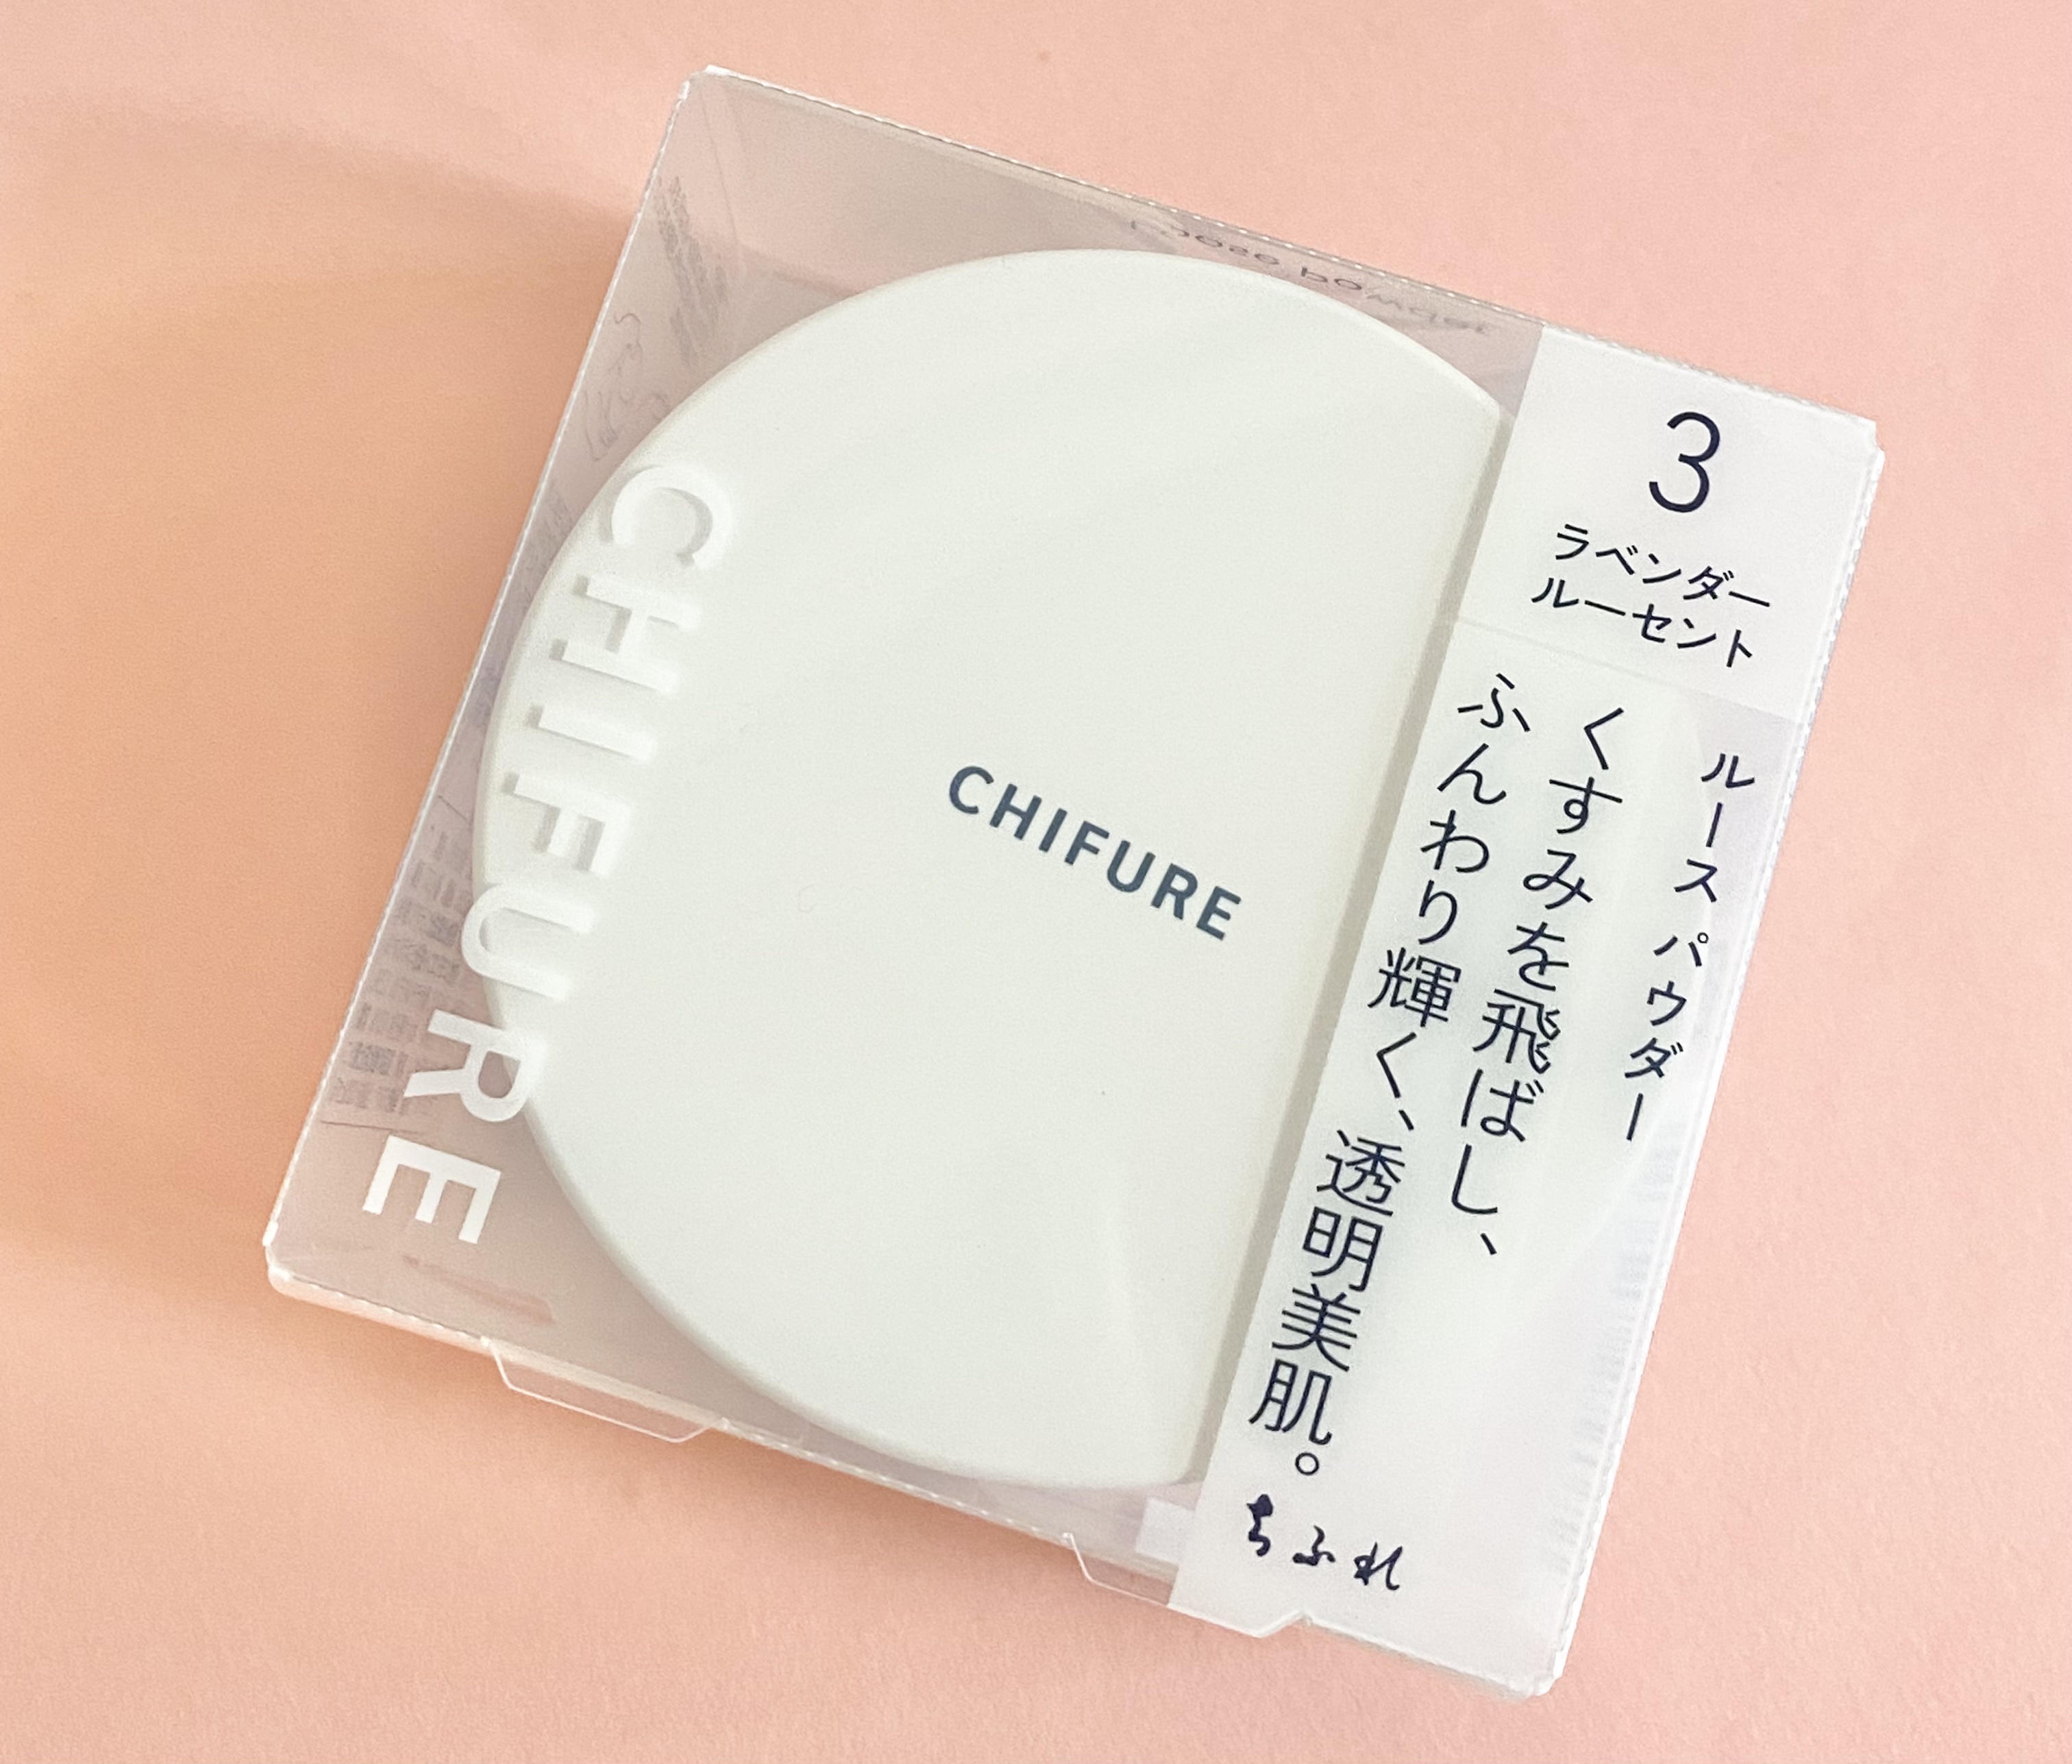 CHIFURE
CHIFURE
3
ラベンダー
ルーセント
ルース パウダー
くすみを飛ばし、
ふんわり輝く、透明美肌。
ちふれ